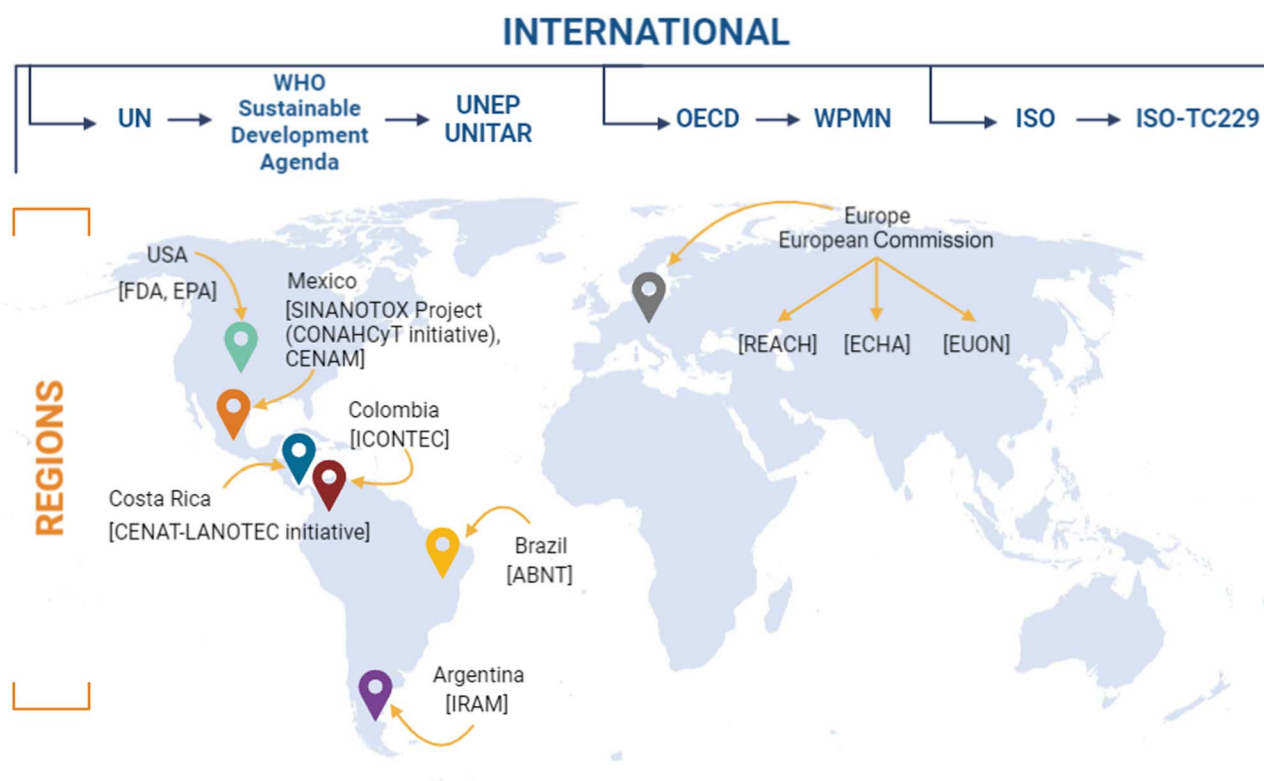 INTERNATIONAL
UN
WHO
Sustainable
Development
Agenda
UNEP
UNITAR
OECD
WPMN
ISO
ISO-TC229
REGIONS
USA
[FDA, EPA]
Mexico
[SINANOTOX Project
(CONAHCyT initiative),
CENAM]
Colombia
[ICONTEC]
Costa Rica
[CENAT-LANOTEC initiative]
Brazil
[ABNT]
Argentina
[IRAM]
Europe
European Commission
[REACH]
[ECHA]
[EUON]